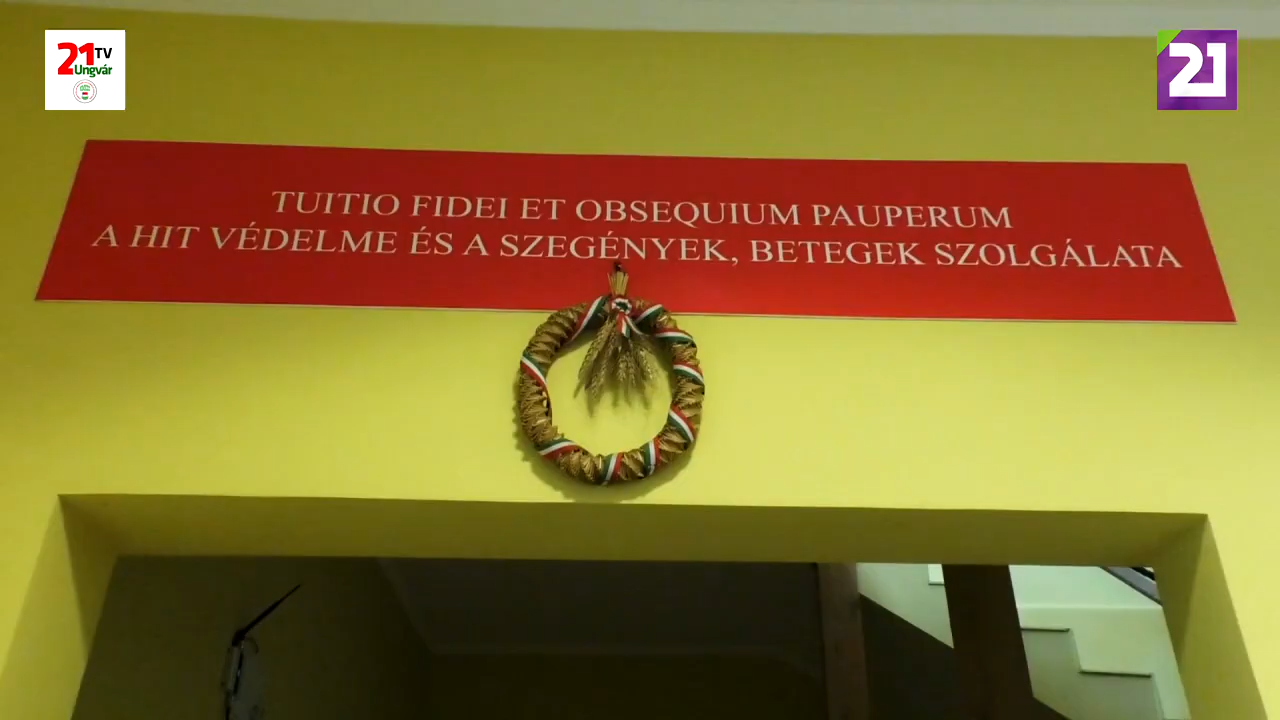 21 TV
Ungvár
21
TUITIO FIDEI ET OBSEQUIUM PAUPERUM
A HIT VÉDELME ÉS A SZEGÉNYEK, BETEGEK SZOLGÁLATA